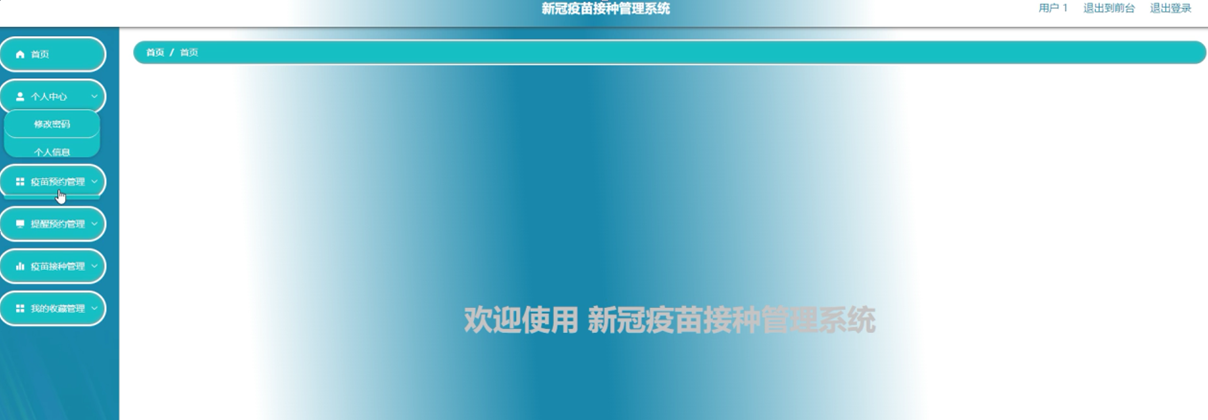 新冠疫苗接种管理系统
用户 1 退出到前台 退出登录
首页
首页 / 首页
个人中心
修改密码
个人信息
疫苗预约管理
提醒预约管理
疫苗接种管理
我的收藏管理
欢迎使用 新冠疫苗接种管理系统